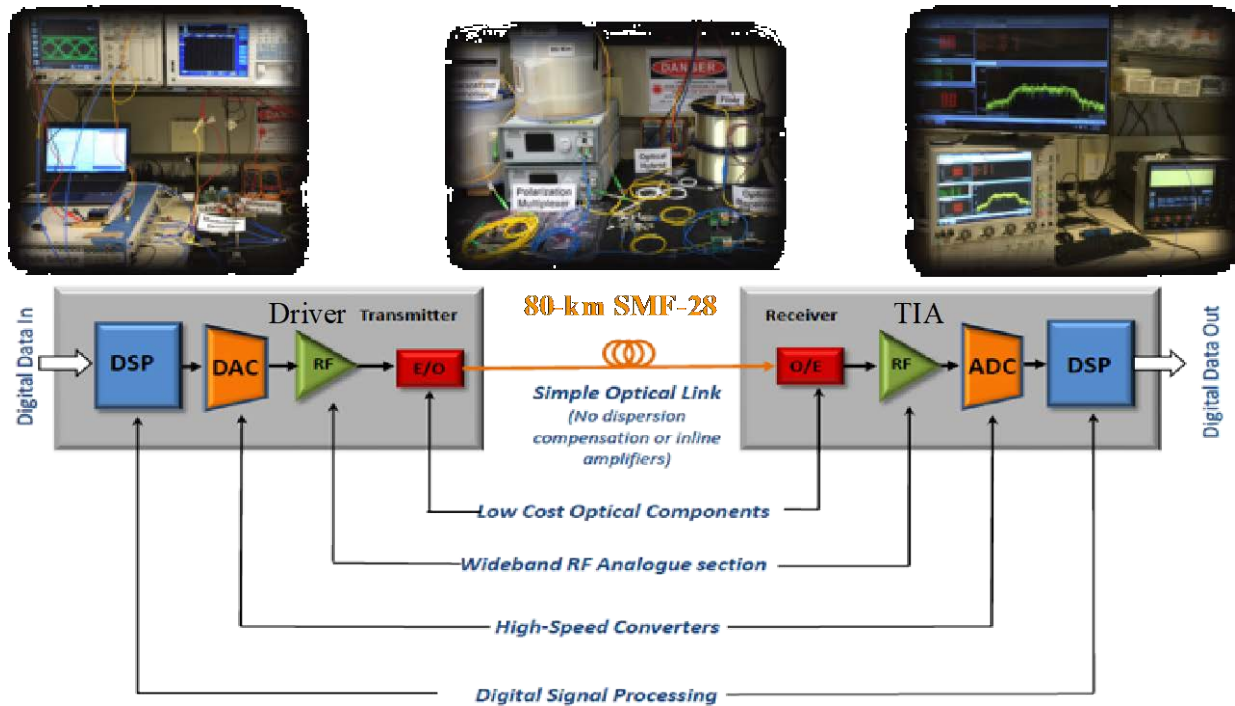 DANGER
Polarization
Multiplexer
Optical
Digital Data In
DSP
DAC
Driver
RF
Transmitter
E/O
80-km SMF-28
Simple Optical Link
(No dispersion
compensation or inline
amplifiers)
Receiver
O/E
TIA
RF
ADC
DSP
Digital Data Out
Low Cost Optical Components
Wideband RF Analogue section
High-Speed Converters
Digital Signal Processing